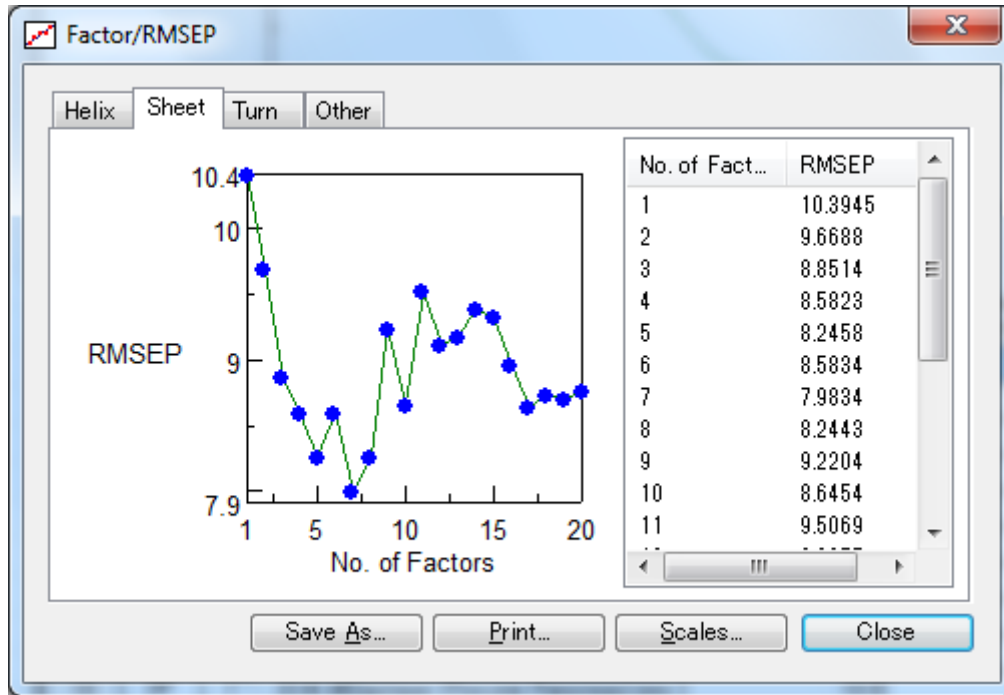 Factor/RMSEP
Helix Sheet Turn Other
10.4
10
9
7.9
RMSEP
1 5 10 15 20
No. of Factors
No. of Fact... RMSEP
1 10.3945
2 9.6688
3 8.8514
4 8.5823
5 8.2458
6 8.5834
7 7.9834
8 8.2443
9 9.2204
10 8.6454
11 9.5069
Save As... Print... Scales... Close